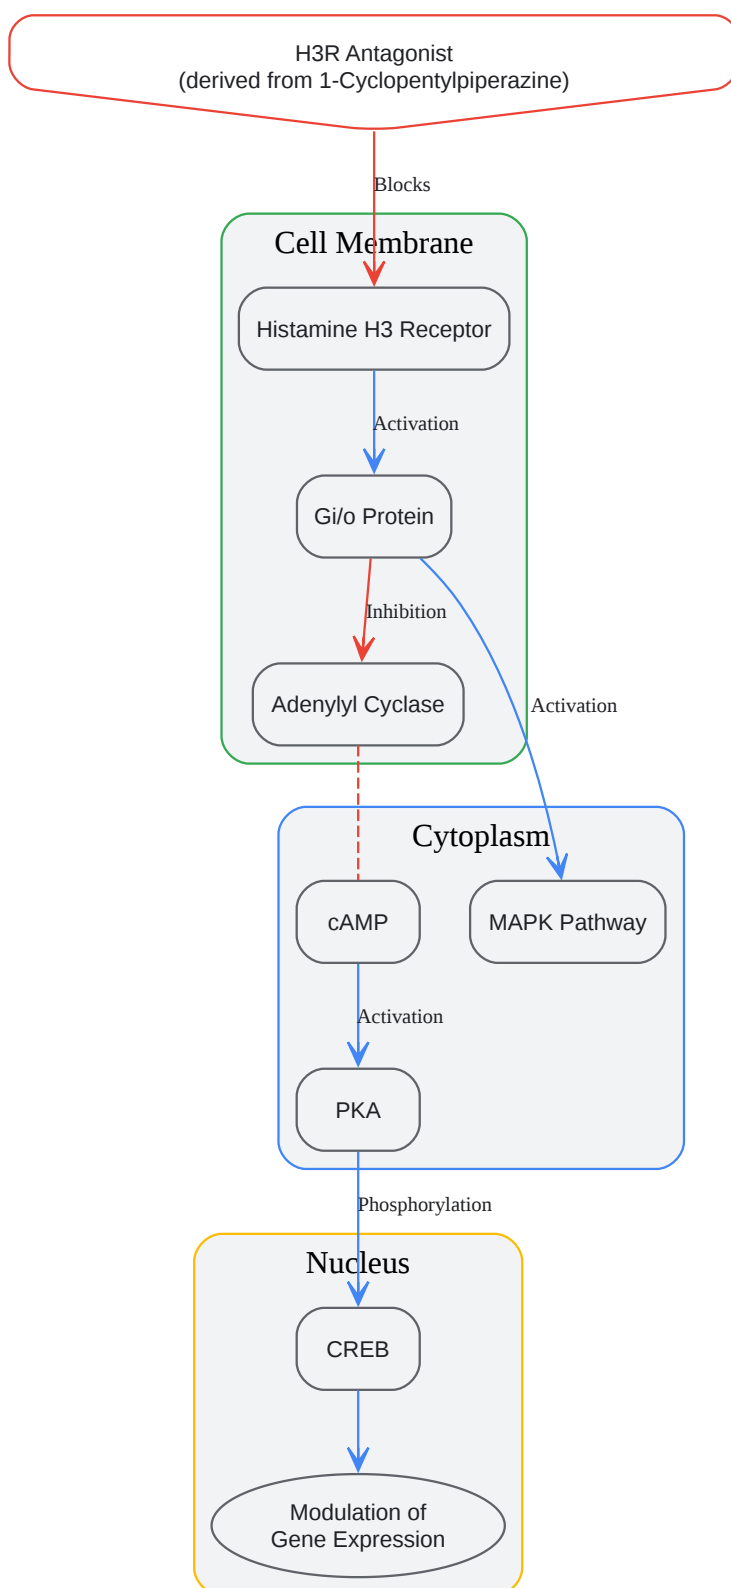 H3R Antagonist
(derived from 1-Cyclopentylpiperazine)
Blocks
Cell Membrane
Histamine H3 Receptor
Activation
Gi/o Protein
Inhibition
Adenylyl Cyclase
Activation
Cytoplasm
cAMP
MAPK Pathway
Activation
PKA
Phosphorylation
Nucleus
CREB
Modulation of
Gene Expression